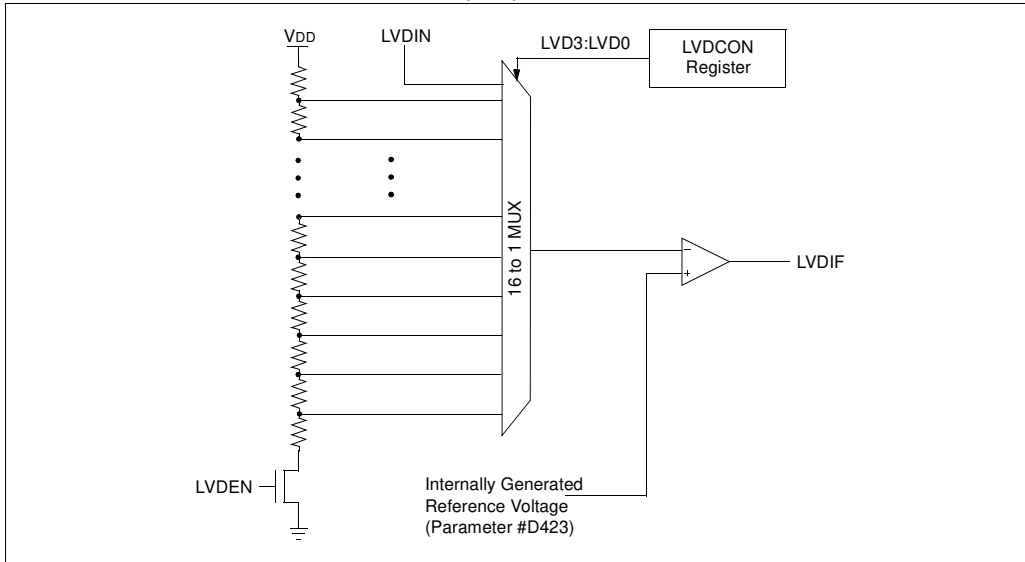 VDD
LVDIN
LVD3:LVD0
LVDCON
Register
16 to 1 MUX
–
+
LVDIF
LVDEN
Internally Generated
Reference Voltage
(Parameter #D423)